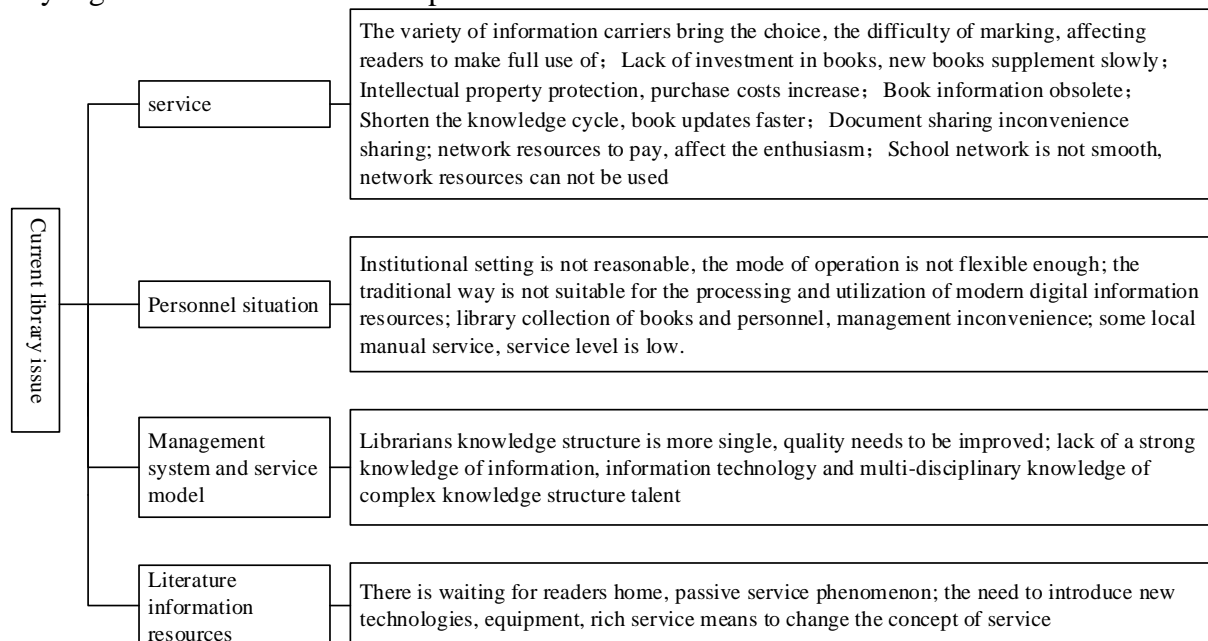 Current library issue
service
The variety of information carriers bring the choice, the difficulty of marking, affecting
readers to make full use of；Lack of investment in books, new books supplement slowly；
Intellectual property protection, purchase costs increase；Book information obsolete；
Shorten the knowledge cycle, book updates faster；Document sharing inconvenience
sharing; network resources to pay, affect the enthusiasm；School network is not smooth,
network resources can not be used
Personnel situation
Institutional setting is not reasonable, the mode of operation is not flexible enough; the
traditional way is not suitable for the processing and utilization of modern digital information
resources; library collection of books and personnel, management inconvenience; some local
manual service, service level is low.
Management
system and service
model
Librarians knowledge structure is more single, quality needs to be improved; lack of a strong
knowledge of information, information technology and multi-disciplinary knowledge of
complex knowledge structure talent
Literature
information
resources
There is waiting for readers home, passive service phenomenon; the need to introduce new
technologies, equipment, rich service means to change the concept of service